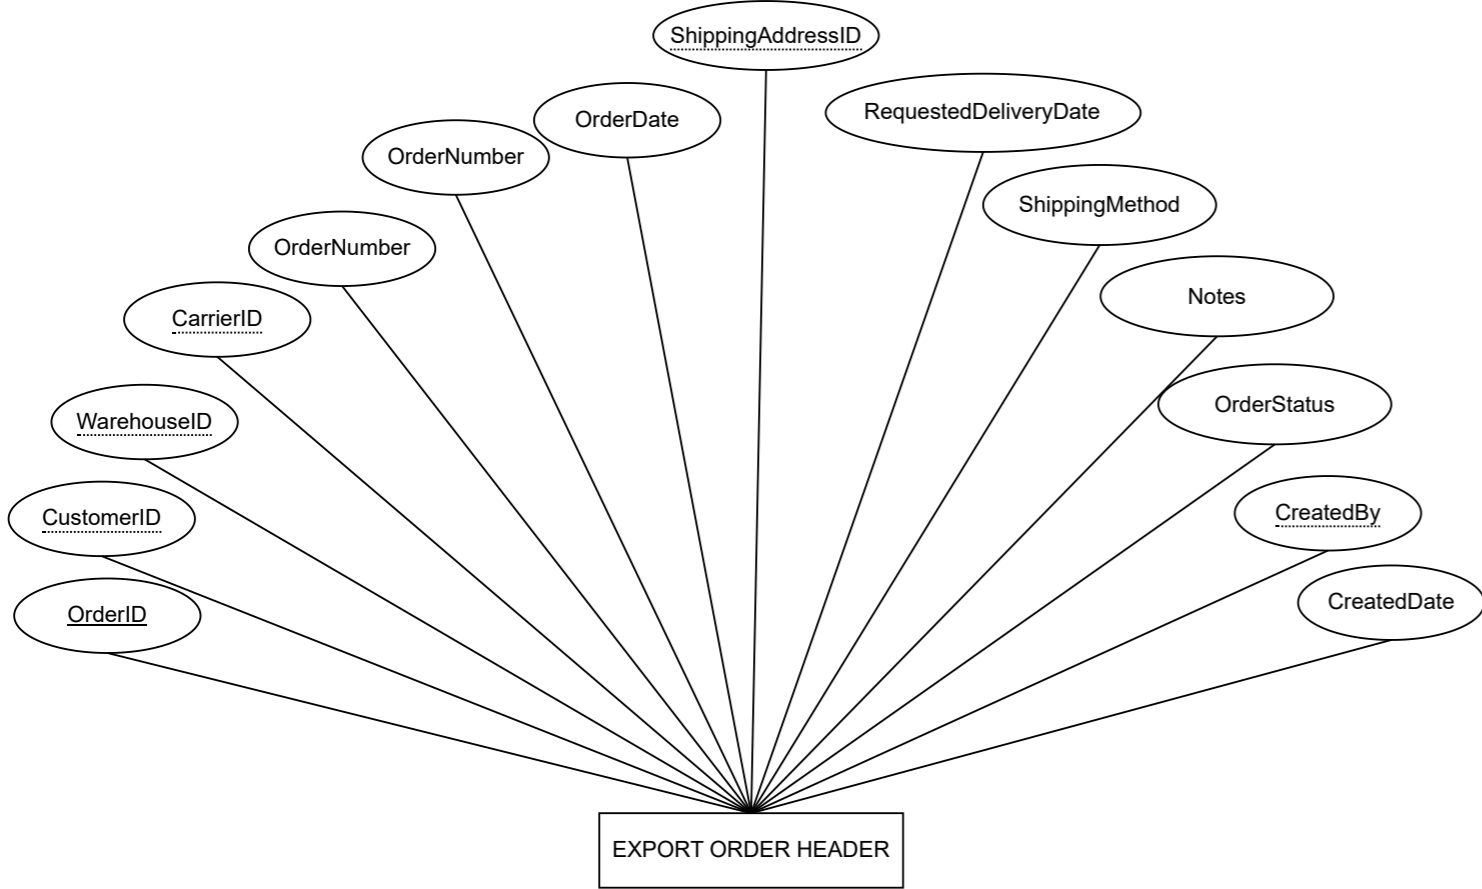 ShippingAddressID
RequestedDeliveryDate
OrderDate
OrderNumber
ShippingMethod
OrderNumber
Notes
CarrierID
OrderStatus
WarehouseID
CreatedBy
CustomerID
CreatedDate
OrderID
EXPORT ORDER HEADER